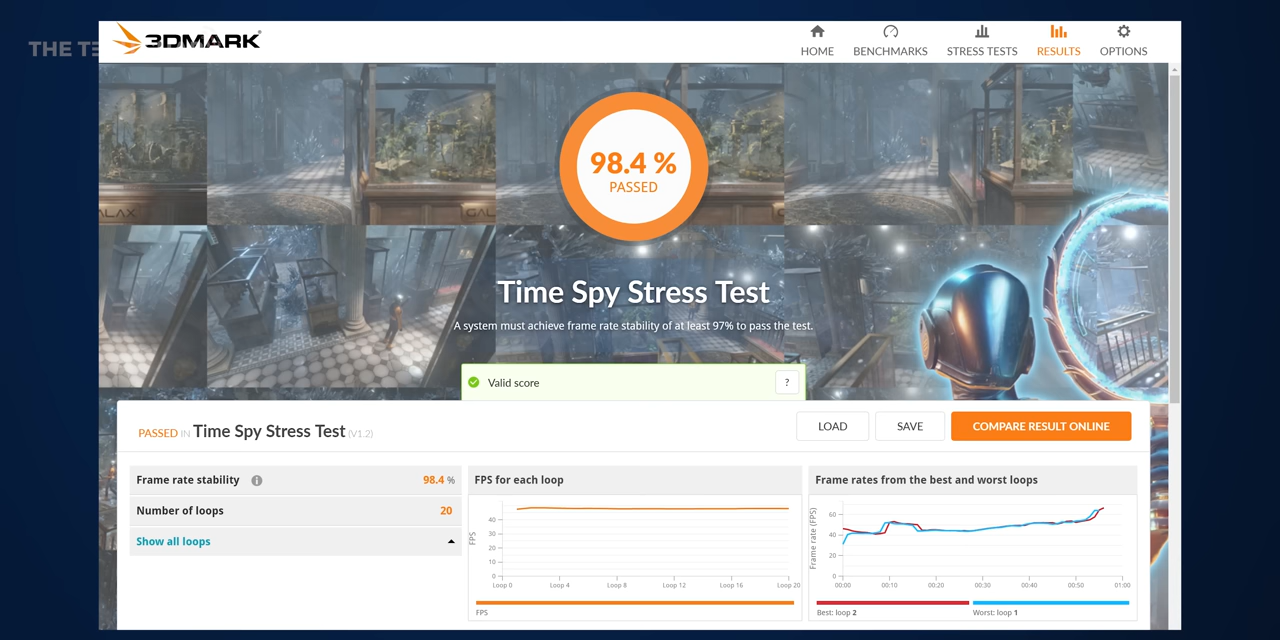 THE TE
3DMARK
HOME
BENCHMARKS
STRESS TESTS
RESULTS
OPTIONS
98.4 %
PASSED
Time Spy Stress Test
A system must achieve frame rate stability of at least 97% to pass the test.
Valid score
?
PASSED IN Time Spy Stress Test (V1.2)
LOAD
SAVE
COMPARE RESULT ONLINE
Frame rate stability
98.4 %
Number of loops
20
Show all loops
FPS for each loop
FPS
40
30
20
10
0
Loop 0
Loop 4
Loop 8
Loop 12
Loop 16
Loop 20
FPS
Frame rates from the best and worst loops
Frame rate (FPS)
60
40
20
0
00:00
00:10
00:20
00:30
00:40
00:50
01:00
Best: loop 2
Worst: loop 1